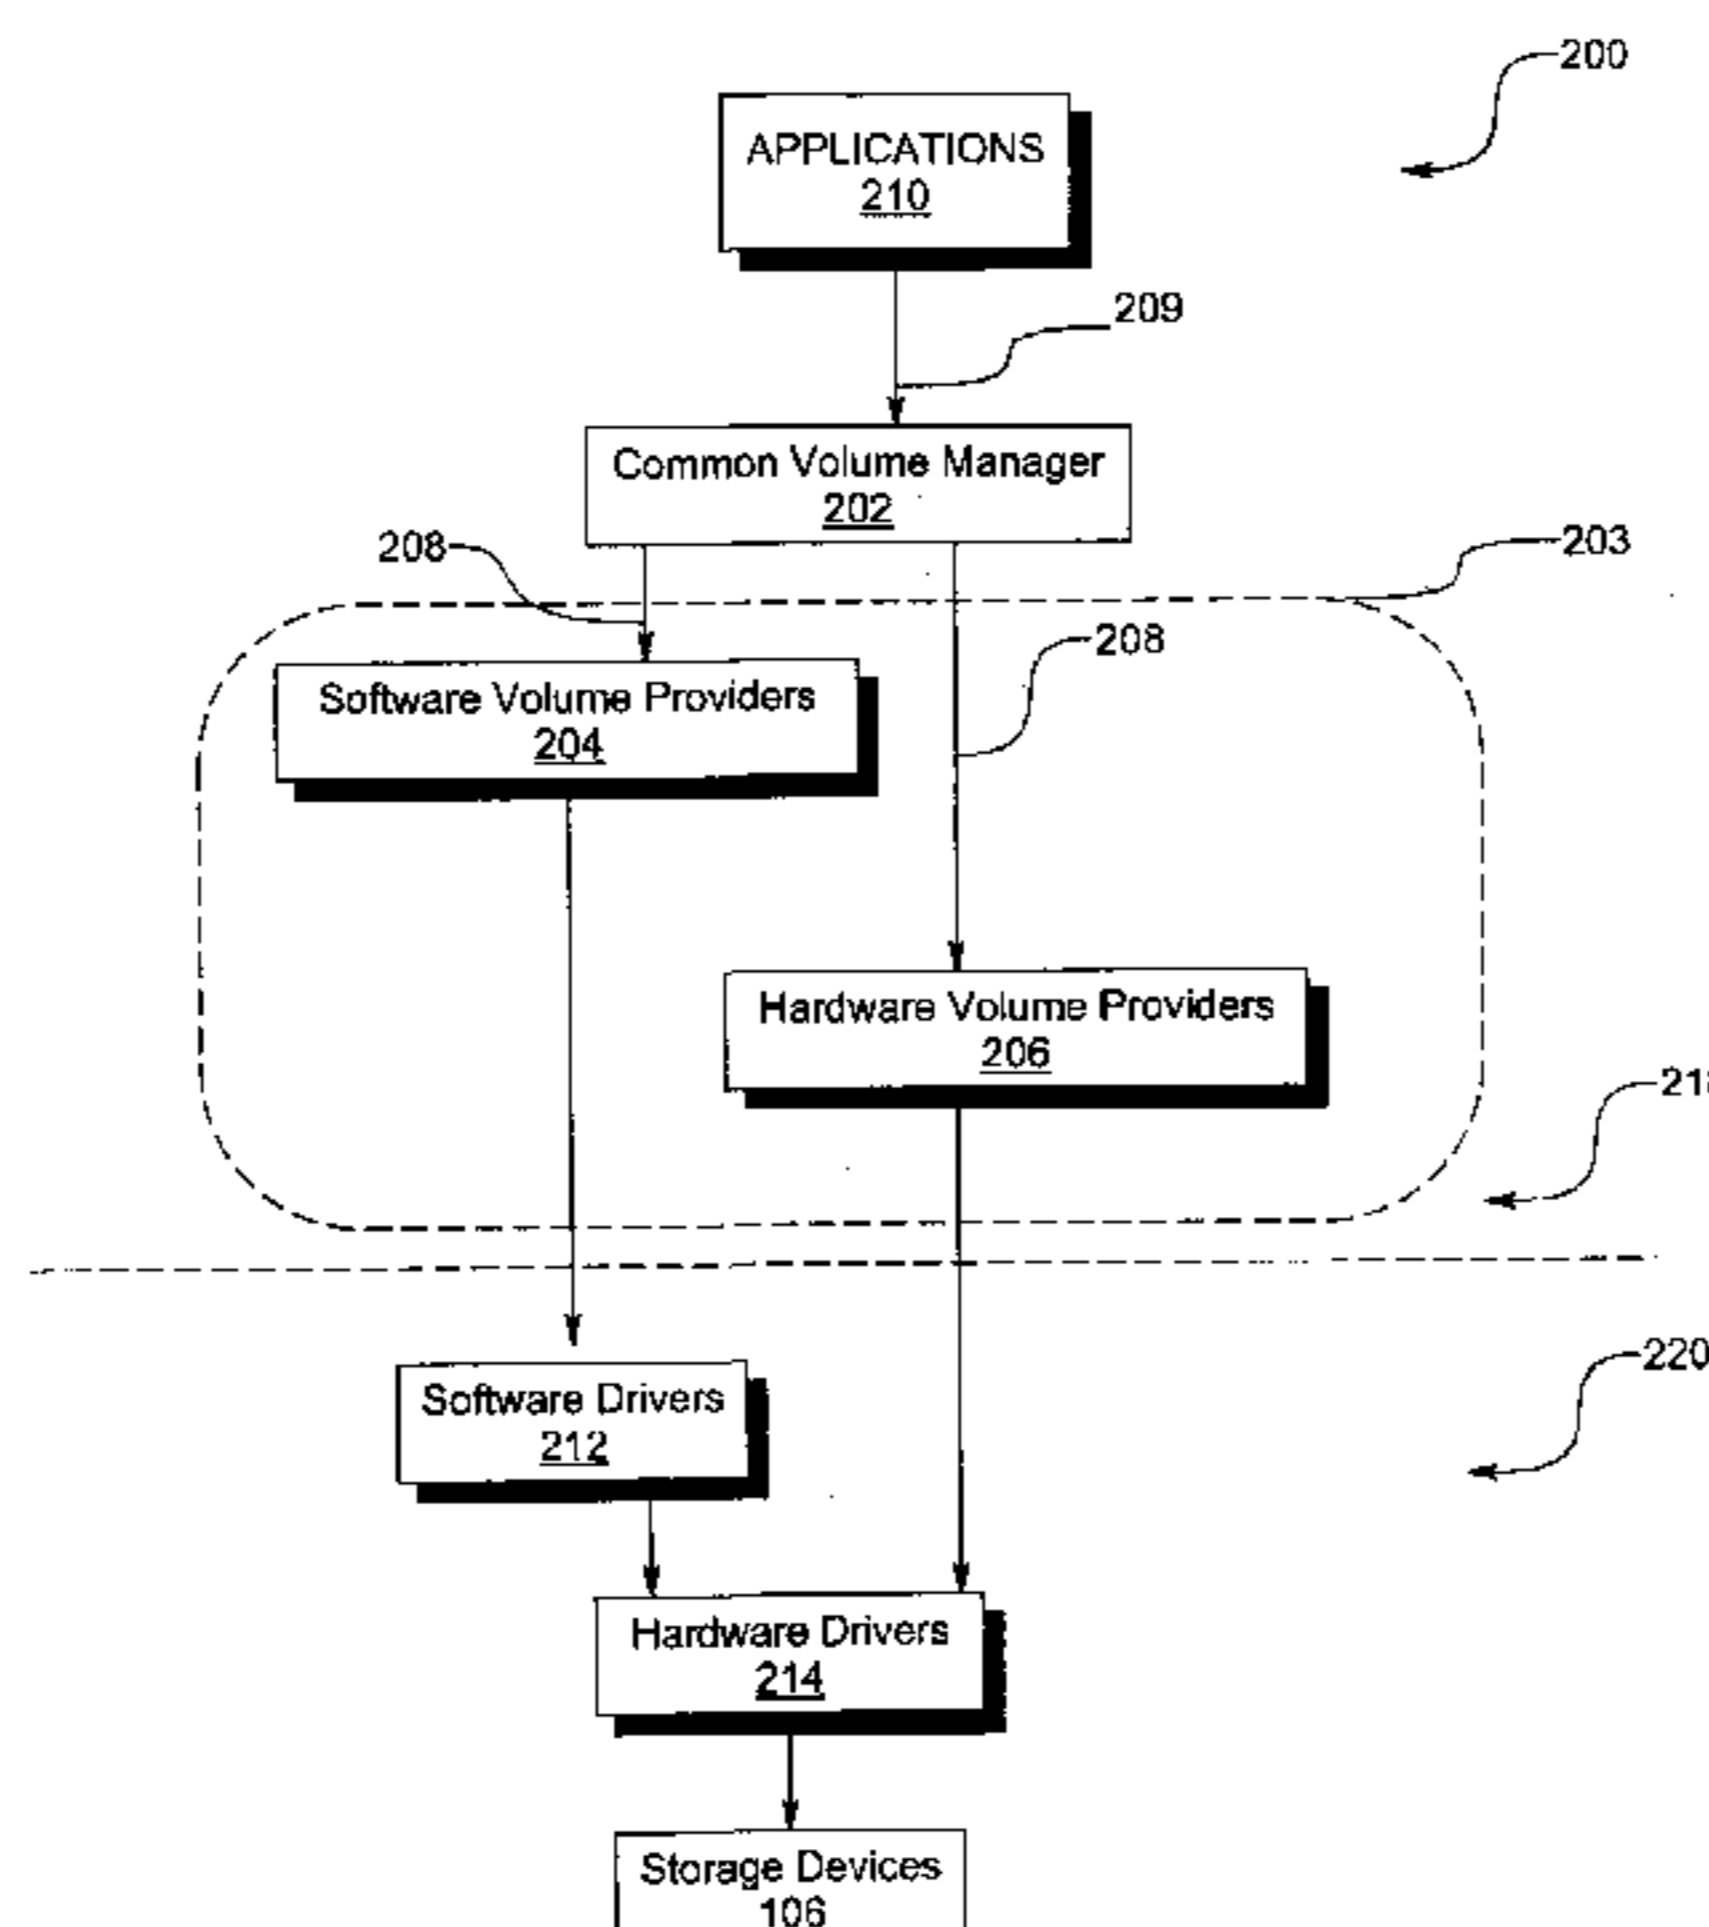 200
APPLICATIONS
210
209
Common Volume Manager
202
208
203
208
Software Volume Providers
204
Hardware Volume Providers
206
220
Software Drivers
212
Hardware Drivers
214
Storage Devices
106